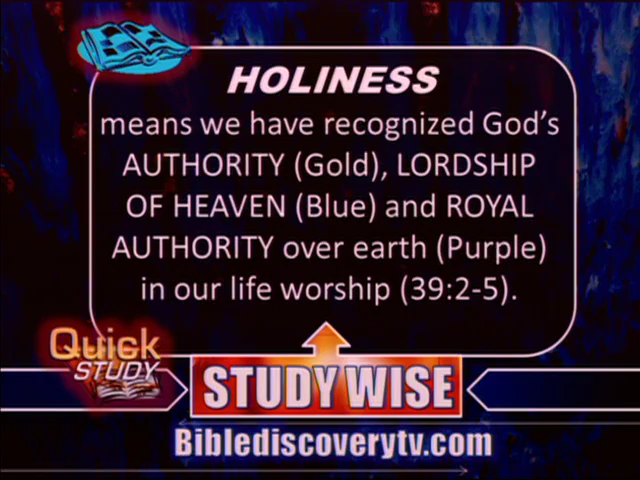 HOLINESS
means we have recognized God's
AUTHORITY (Gold), LORDSHIP
OF HEAVEN (Blue) and ROYAL
AUTHORITY over earth (Purple)
in our life worship (39:2-5).
Quick
STUDY
STUDY WISE
Biblediscoverytv.com